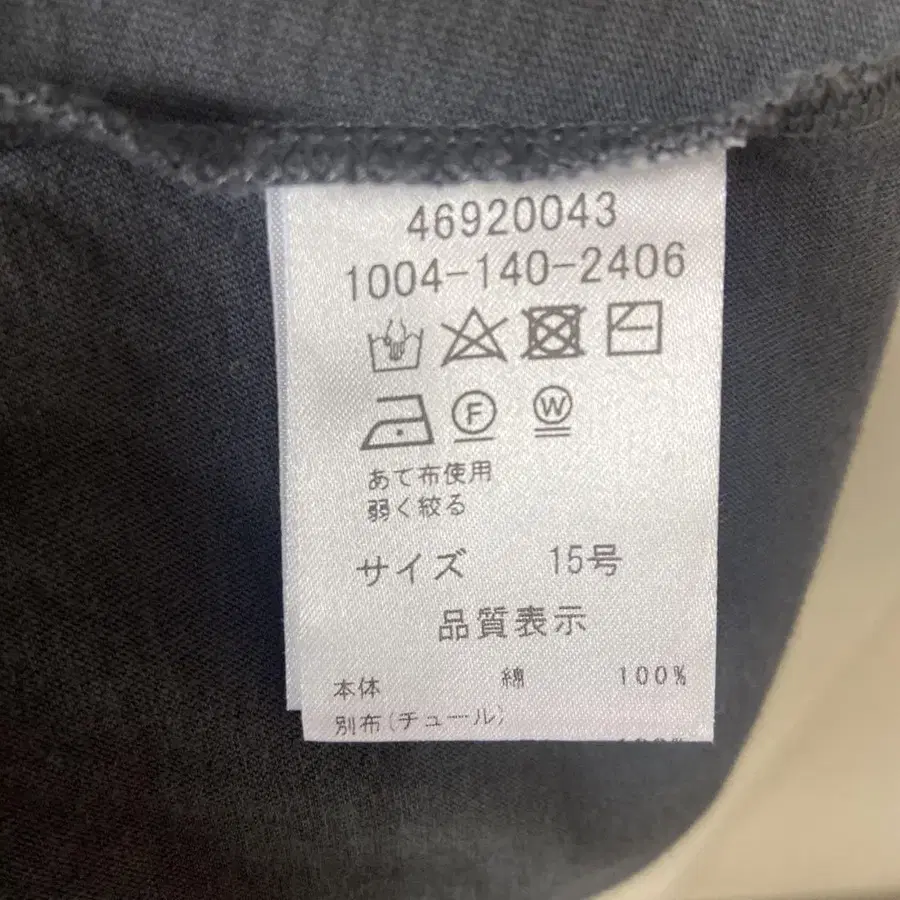 46920043
1004-140-2406
F W
あて布使用
弱く絞る
サイズ 15号
品質表示
本体 綿 100%
別布(チュール)